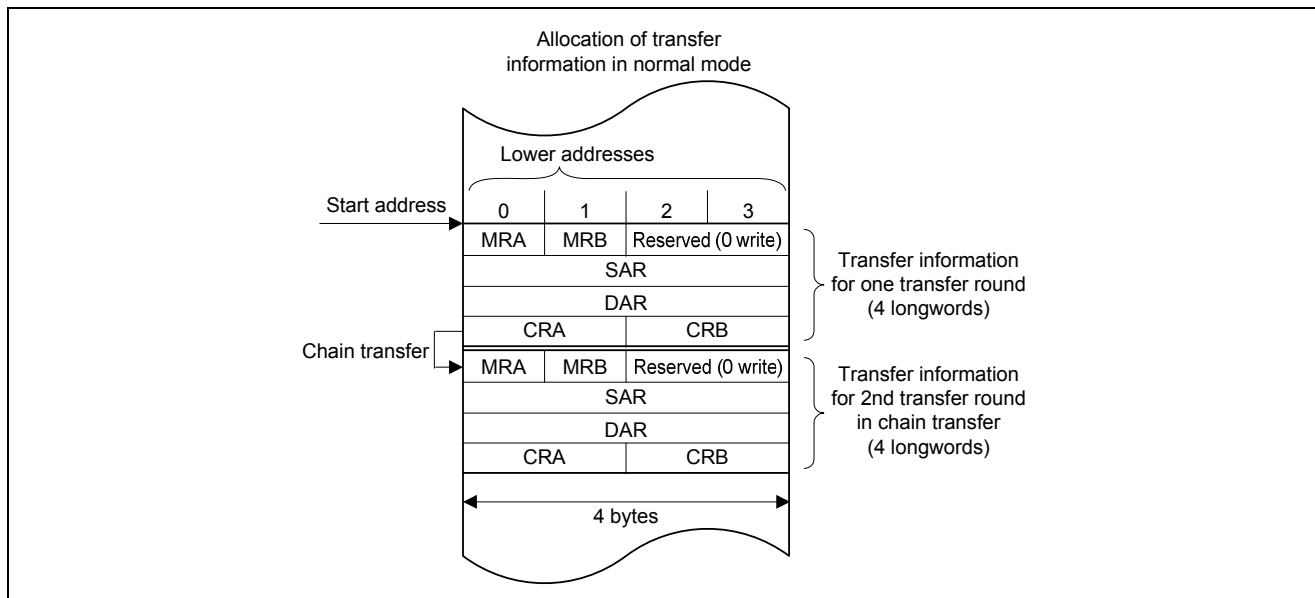 Allocation of transfer
information in normal mode
Lower addresses
Start address
0 1 2 3
MRA MRB Reserved (0 write)
SAR
DAR
CRA CRB
Transfer information
for one transfer round
(4 longwords)
Chain transfer
MRA MRB Reserved (0 write)
SAR
DAR
CRA CRB
Transfer information
for 2nd transfer round
in chain transfer
(4 longwords)
4 bytes